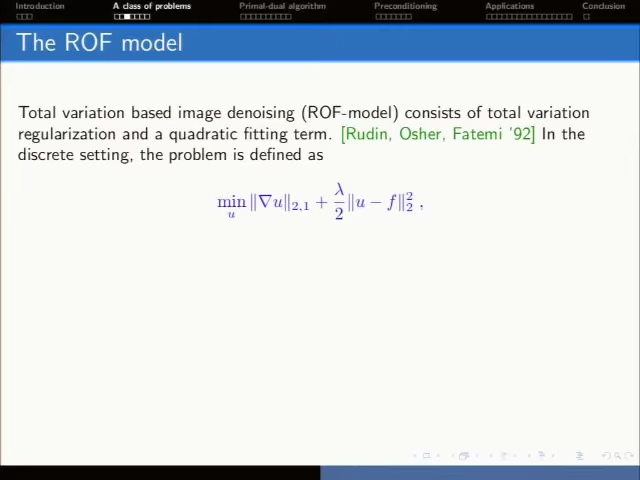 Introduction A class of problems Primal-dual algorithm Preconditioning Applications Conclusion
The ROF model
Total variation based image denoising (ROF-model) consists of total variation
regularization and a quadratic fitting term. [Rudin, Osher, Fatemi '92] In the
discrete setting, the problem is defined as
min_u ‖∇u‖_{2,1} + λ/2 ‖u − f‖_2^2 ,